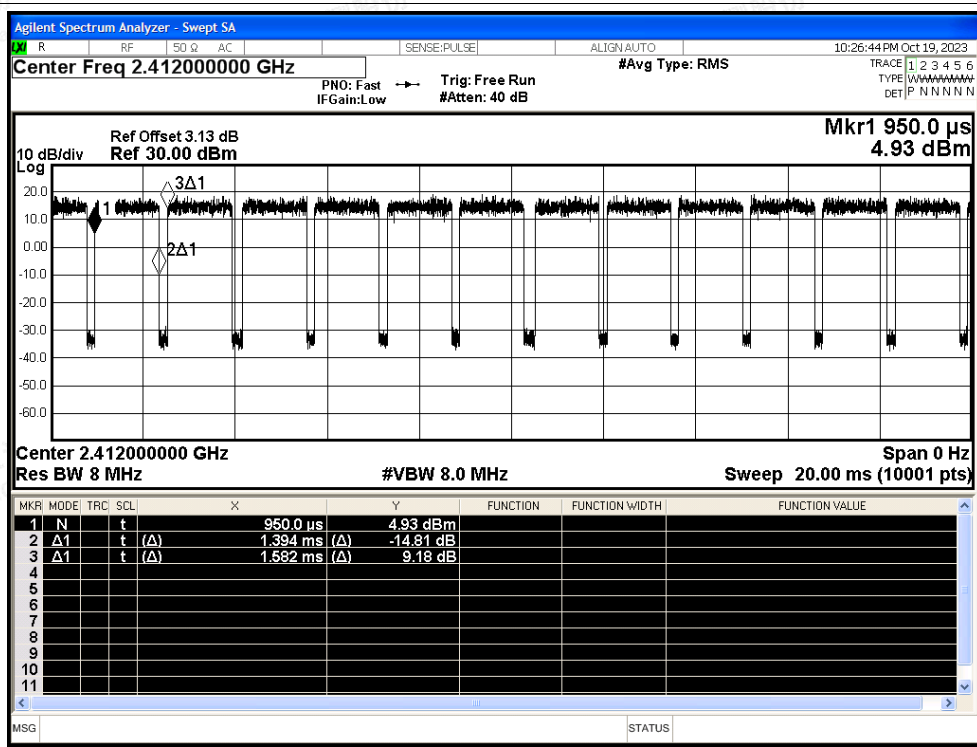 Agilent Spectrum Analyzer - Swept SA
LXI R RF 50 Ω AC SENSE:PULSE ALIGN AUTO 10:26:44 PM Oct 19, 2023
Center Freq 2.412000000 GHz #Avg Type: RMS TRACE 1 2 3 4 5 6
PNO: Fast Trig: Free Run TYPE WWWWWW
IFGain:Low #Atten: 40 dB DET P N N N N N
Mkr1 950.0 µs
Ref Offset 3.13 dB
10 dB/div Ref 30.00 dBm 4.93 dBm
Log
3Δ1
20.0
1
10.0
0.00
2Δ1
-10.0
-20.0
-30.0
-40.0
-50.0
-60.0
Center 2.412000000 GHz Span 0 Hz
Res BW 8 MHz #VBW 8.0 MHz Sweep 20.00 ms (10001 pts)
MKR MODE TRC SCL X Y FUNCTION FUNCTION WIDTH FUNCTION VALUE
1 N t 950.0 µs 4.93 dBm
2 Δ1 t (Δ) 1.394 ms (Δ) -14.81 dB
3 Δ1 t (Δ) 1.582 ms (Δ) 9.18 dB
4
5
6
7
8
9
10
11
MSG STATUS